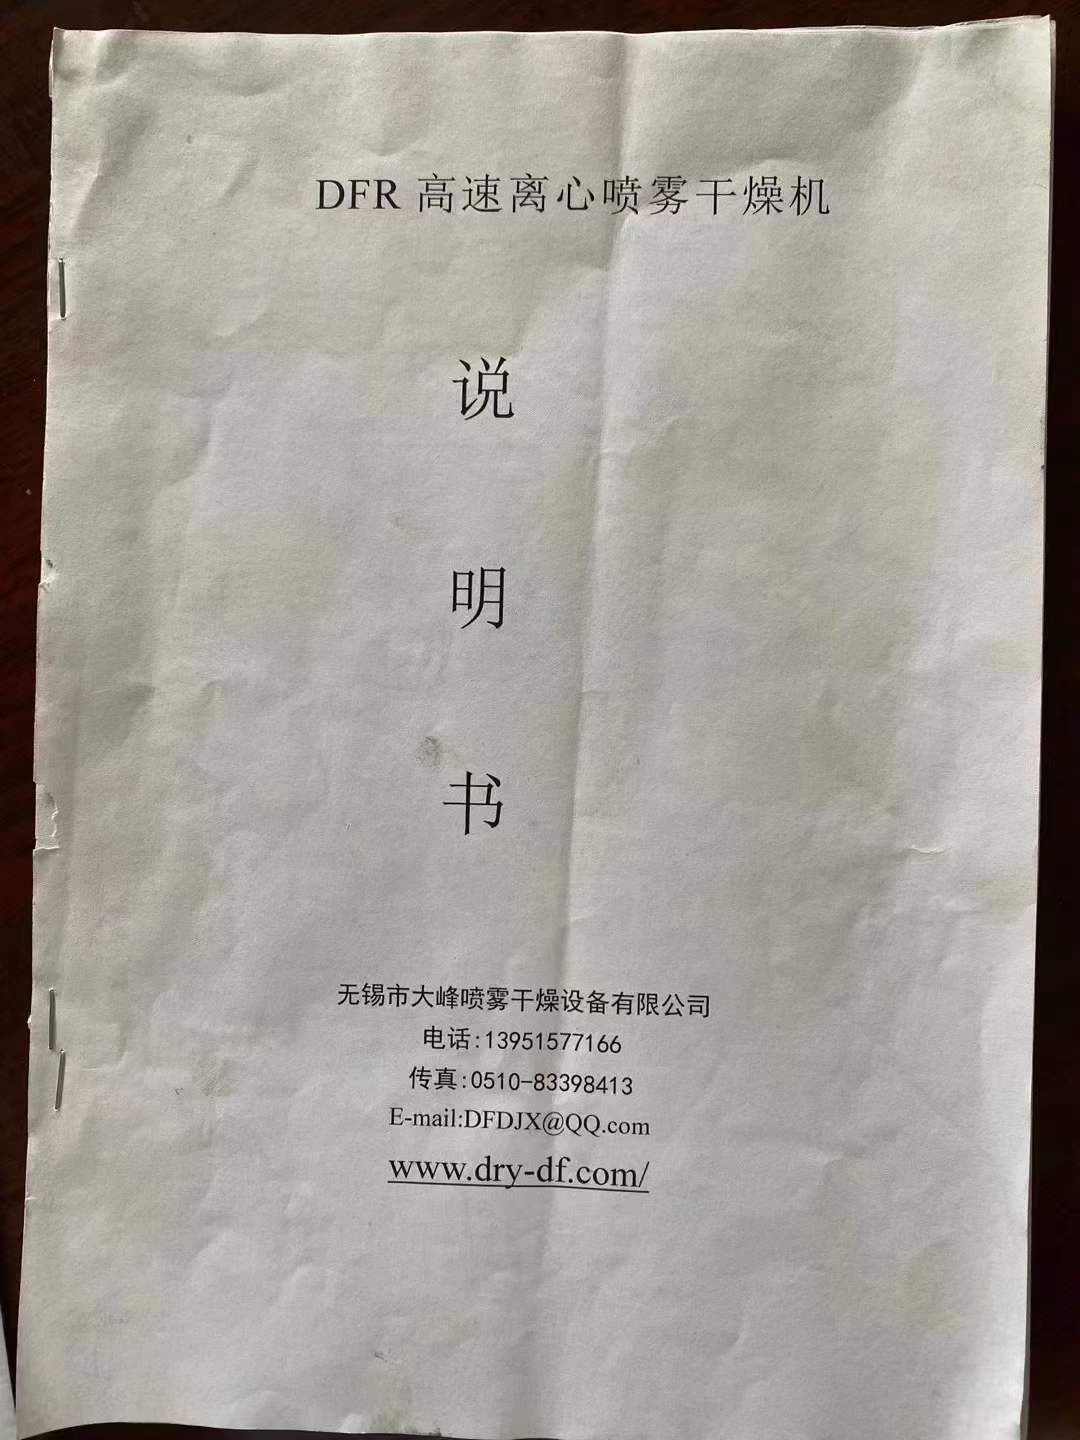 DFR 高速离心喷雾干燥机
说
明
书
无锡市大峰喷雾干燥设备有限公司
电话:13951577166
传真:0510-83398413
E-mail:DFDJX@QQ.com
www.dry-df.com/